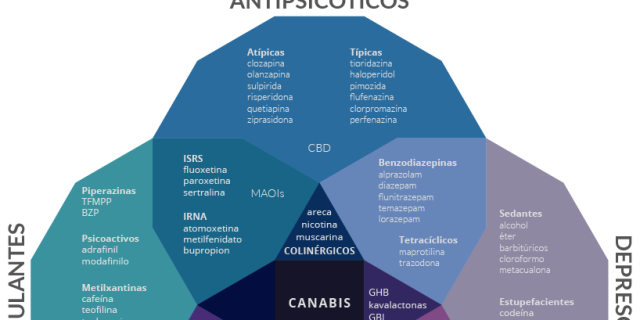 ANTIPSICÓTICOS
Atípicas
clozapina
olanzapina
sulpirida
risperidona
quetiapina
ziprasidona
Típicas
tioridazina
haloperidol
pimozida
flufenazina
clorpromazina
perfenazina
CBD
ISRS
fluoxetina
paroxetina
sertralina
MAOIs
IRNA
atomoxetina
metilfenidato
bupropion
Benzodiazepinas
alprazolam
diazepam
flunitrazepam
temazepam
lorazepam
Tetracíclicos
maprotilina
trazodona
areca
nicotina
muscarina
COLINÉRGICOS
Piperazinas
TFMPP
BZP
Psicoactivos
adrafinil
modafinilo
Metilxantinas
cafeína
teofilina
Sedantes
alcohol
éter
barbitúricos
cloroformo
metacualona
Estupefacientes
codeína
CANABIS
GHB
kavalactonas
GBL
ULANTES
DEPRESO